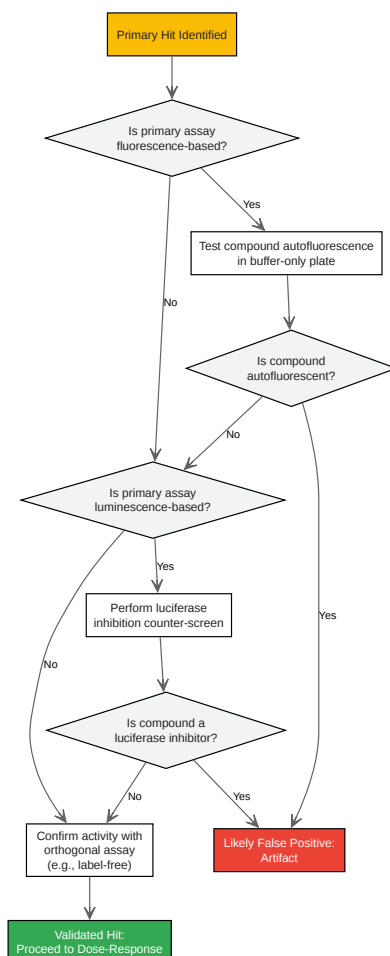 Primary Hit Identified
Is primary assay
fluorescence-based?
Yes
Test compound autofluorescence
in buffer-only plate
No
Is compound
autofluorescent?
No
Is primary assay
luminescence-based?
Yes
Perform luciferase
inhibition counter-screen
Yes
No
Is compound a
luciferase inhibitor?
Yes
No
Confirm activity with
orthogonal assay
(e.g., label-free)
Likely False Positive:
Artifact
Validated Hit:
Proceed to Dose-Response